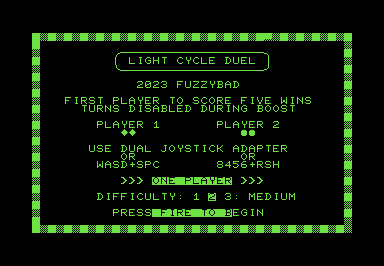 LIGHT CYCLE DUEL
2023 FUZZYBAD
FIRST PLAYER TO SCORE FIVE WINS
TURNS DISABLED DURING BOOST
PLAYER 1 PLAYER 2
USE DUAL JOYSTICK ADAPTER
OR OR
WASD+SPC 8456+RSH
>>> ONE PLAYER >>>
DIFFICULTY: 1 2 3: MEDIUM
PRESS FIRE TO BEGIN